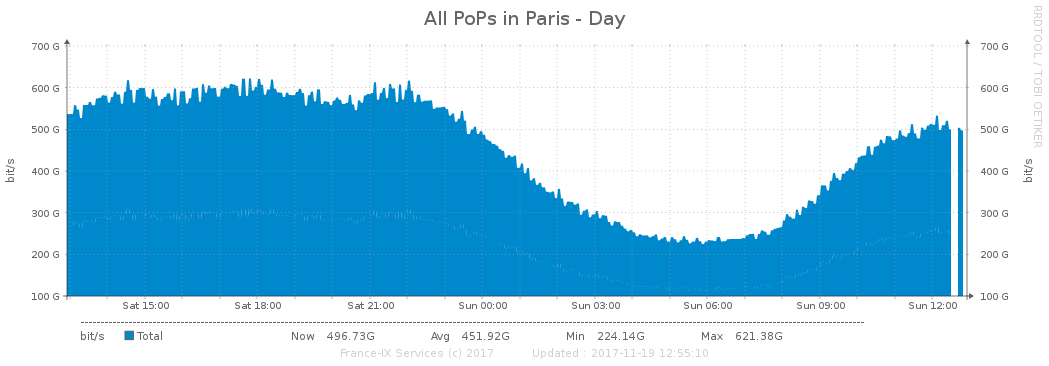 All PoPs in Paris - Day
RRDTOOL / TOBI OETIKER
700 G 700 G
600 G 600 G
500 G 500 G
400 G 400 G
300 G 300 G
200 G 200 G
100 G 100 G
bit/s bit/s
Sat 15:00 Sat 18:00 Sat 21:00 Sun 00:00 Sun 03:00 Sun 06:00 Sun 09:00 Sun 12:00
bit/s Total Now 496.73G Avg 451.92G Min 224.14G Max 621.38G
France-IX Services (c) 2017 Updated : 2017-11-19 12:55:10